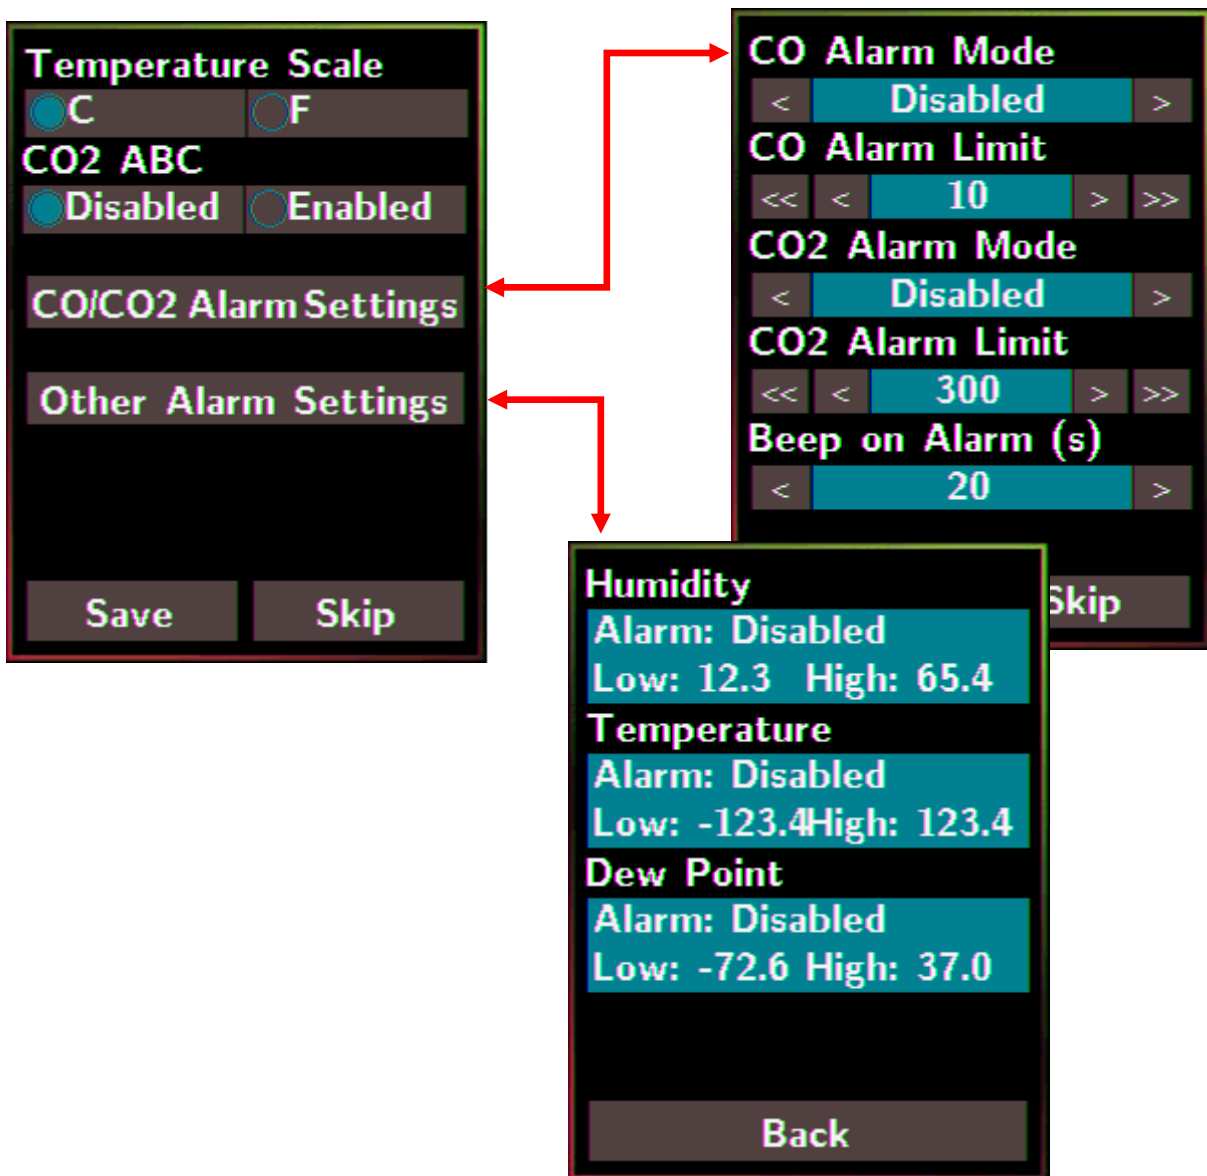 Temperature Scale
C F
CO2 ABC
Disabled Enabled
CO/CO2 Alarm Settings
Other Alarm Settings
Save Skip
CO Alarm Mode
< Disabled >
CO Alarm Limit
<< < 10 > >>
CO2 Alarm Mode
< Disabled >
CO2 Alarm Limit
<< < 300 > >>
Beep on Alarm (s)
< 20 >
Skip
Humidity
Alarm: Disabled
Low: 12.3 High: 65.4
Temperature
Alarm: Disabled
Low: -123.4 High: 123.4
Dew Point
Alarm: Disabled
Low: -72.6 High: 37.0
Back